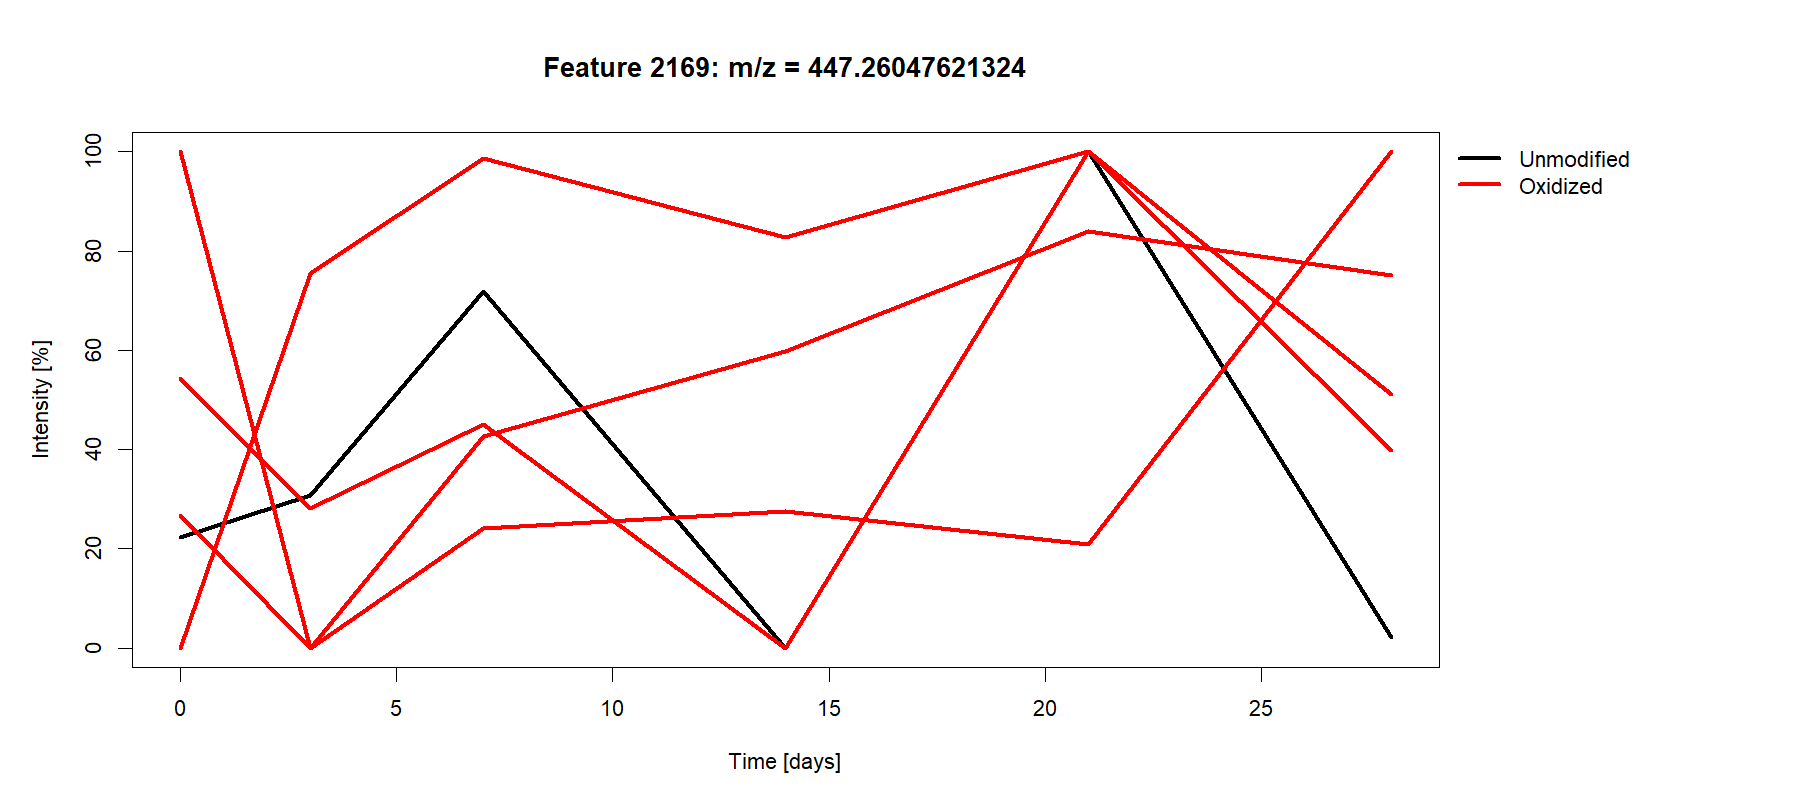 Feature 2169: m/z = 447.26047621324
Unmodified
Oxidized
Intensity [%]
100
80
60
40
20
0
0 5 10 15 20 25
Time [days]